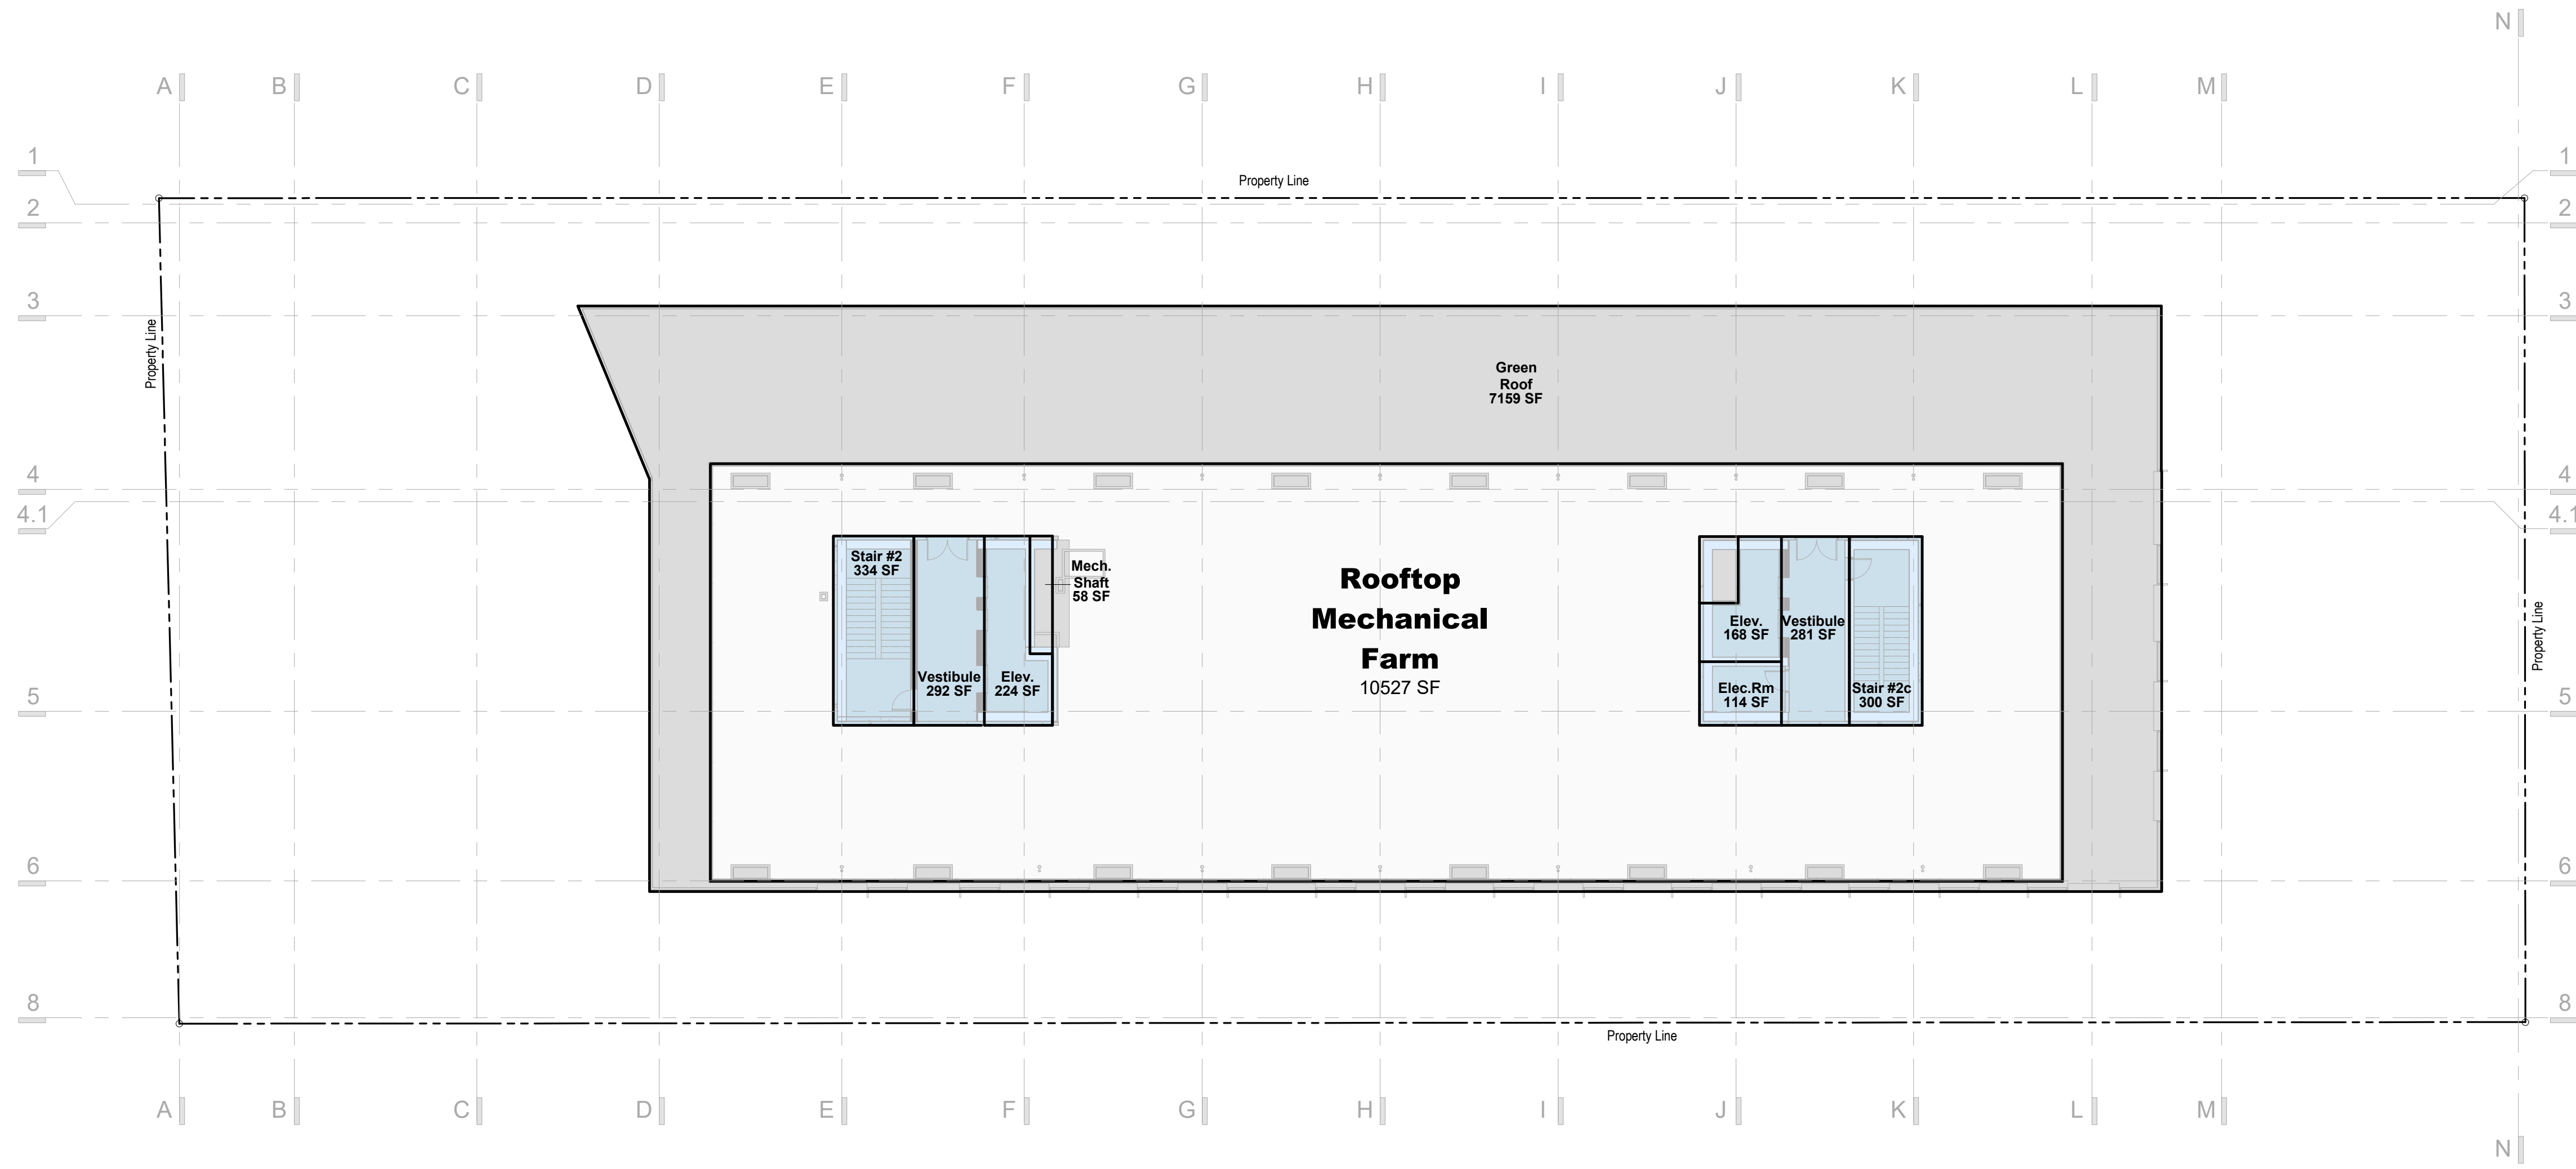 N
A B C D E F G H I J K L M
1 1
Property Line
2 2
3 3
Property Line
Green
Roof
7159 SF
4 4
4.1 4.1
Stair #2
334 SF
Mech.
Shaft
58 SF
Rooftop
Mechanical
Farm
10527 SF
Vestibule
292 SF
Elev.
224 SF
Elev.
168 SF
Vestibule
281 SF
Elec.Rm
114 SF
Stair #2c
300 SF
Property Line
5 5
6 6
8 8
Property Line
A B C D E F G H I J K L M
N